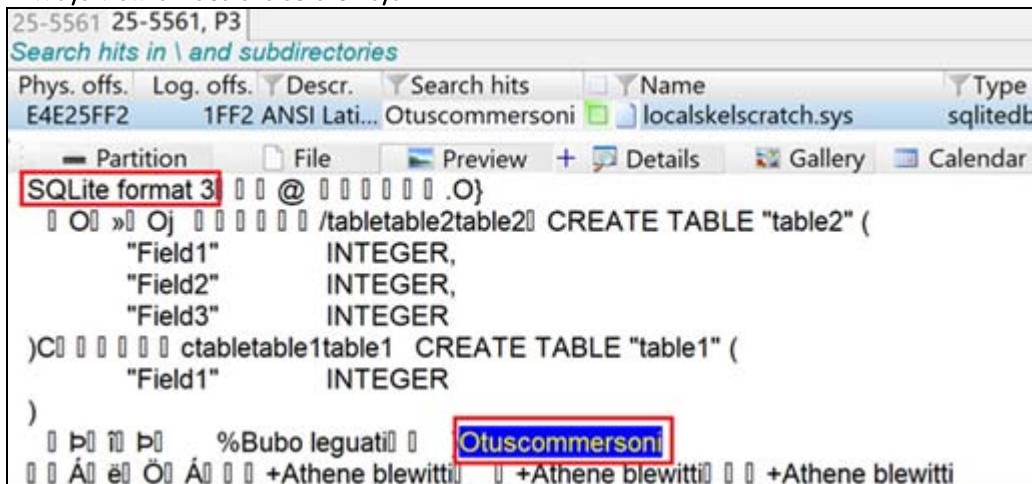 25-5561 25-5561, P3
Search hits in \ and subdirectories
Phys. offs. Log. offs. Descr. Search hits Name Type
E4E25FF2 1FF2 ANSI Lati... Otuscommersoni localskelscratch.sys sqlitedb
Partition File Preview + Details Gallery Calendar
SQLite format 3 @ .O}
O » Oj /tabletable2table2 CREATE TABLE "table2" (
"Field1" INTEGER,
"Field2" INTEGER,
"Field3" INTEGER
)C ctabletable1table1 CREATE TABLE "table1" (
"Field1" INTEGER
)
Þ î Þ %Bubo leguati Otuscommersoni
Á ë Ö Á +Athene blewitti +Athene blewitti +Athene blewitti